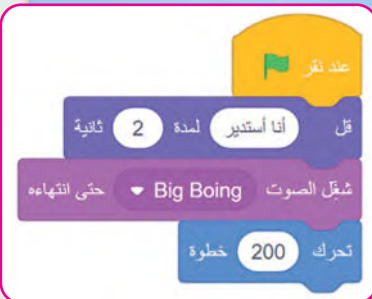 عند نقر
قل أنا أستدير لمدة 2 ثانية
شغّل الصوت Big Boing حتى انتهاءه
تحرك 200 خطوة